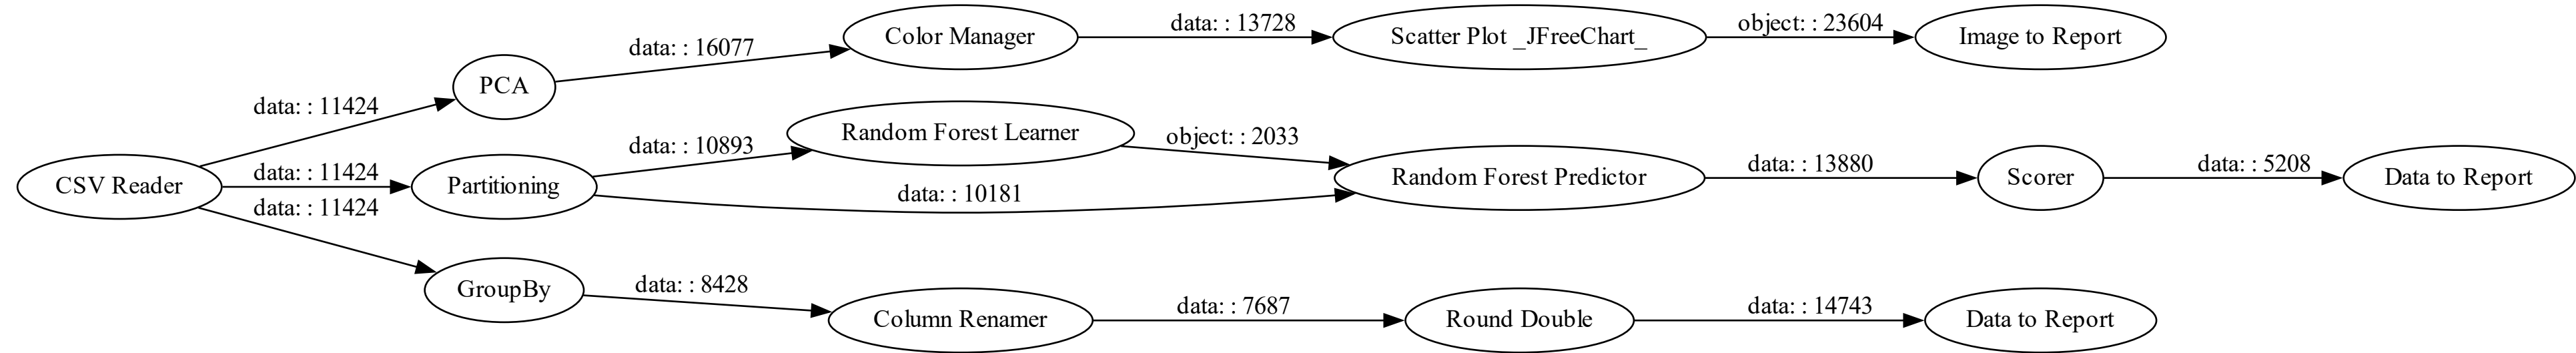 Color Manager
data: : 13728
Scatter Plot _JFreeChart_
object: : 23604
Image to Report
data: : 16077
PCA
data: : 11424
Random Forest Learner
object: : 2033
data: : 10893
CSV Reader
data: : 11424
Partitioning
data: : 10181
Random Forest Predictor
data: : 13880
Scorer
data: : 5208
Data to Report
data: : 11424
GroupBy
data: : 8428
Column Renamer
data: : 7687
Round Double
data: : 14743
Data to Report